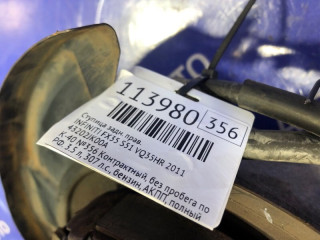 113980 356
Ступица задн. прав.
INFINITI FX35 S51 VQ35HR 2011
43202JK00A
К-40 №356 Контрактный, без пробега по
РФ, 3,5 л, 307 л.с., бензин, АКПП, полный